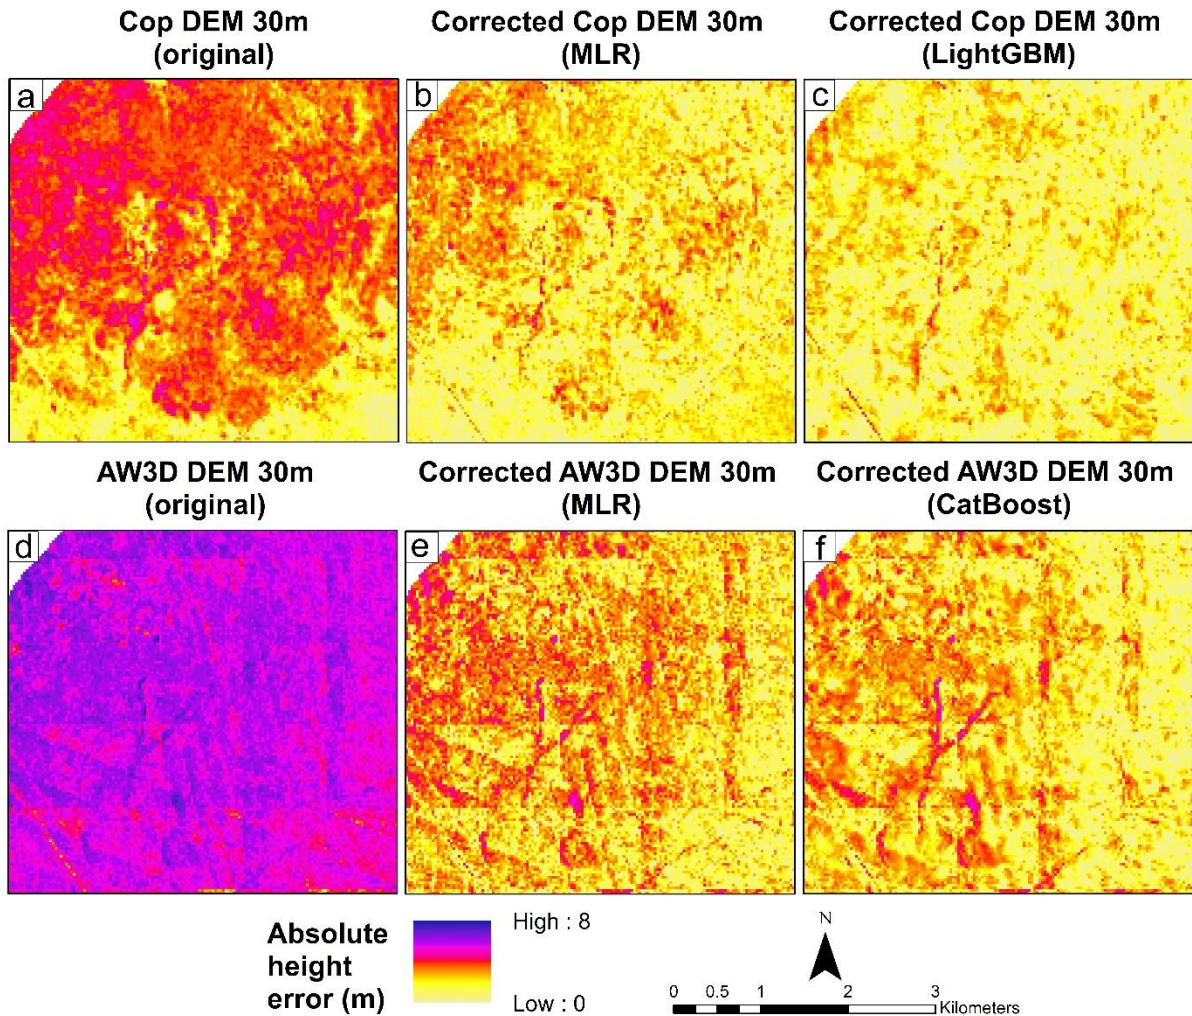 Cop DEM 30m
(original)
Corrected Cop DEM 30m
(MLR)
Corrected Cop DEM 30m
(LightGBM)
a
b
c
AW3D DEM 30m
(original)
Corrected AW3D DEM 30m
(MLR)
Corrected AW3D DEM 30m
(CatBoost)
d
e
f
Absolute
height
error (m)
High : 8
Low : 0
N
0 0.5 1 2 3
Kilometers